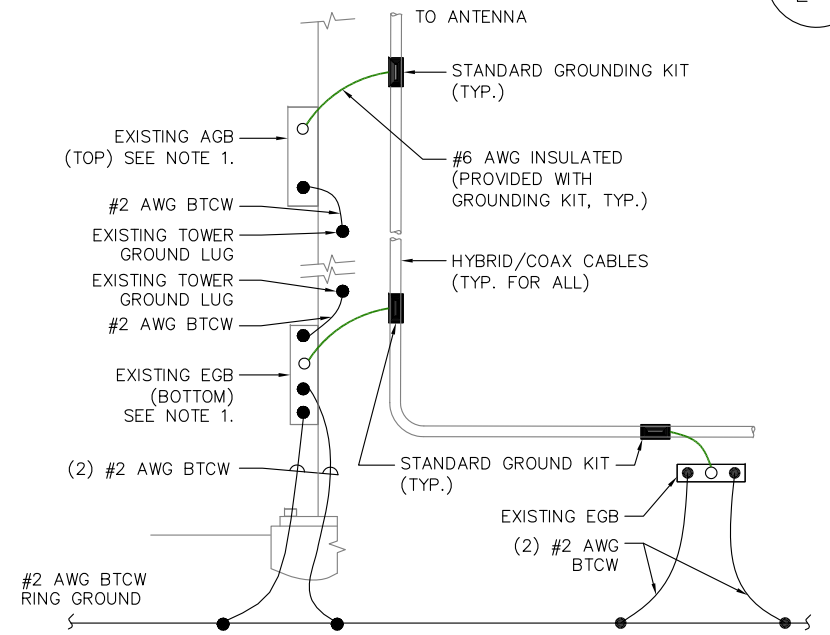 TO ANTENNA
STANDARD GROUNDING KIT
(TYP.)
EXISTING AGB
(TOP) SEE NOTE 1.
#6 AWG INSULATED
(PROVIDED WITH
GROUNDING KIT, TYP.)
#2 AWG BTCW
EXISTING TOWER
GROUND LUG
HYBRID/COAX CABLES
(TYP. FOR ALL)
EXISTING TOWER
GROUND LUG
#2 AWG BTCW
EXISTING EGB
(BOTTOM)
SEE NOTE 1.
(2) #2 AWG BTCW
STANDARD GROUND KIT
(TYP.)
EXISTING EGB
(2) #2 AWG
BTCW
#2 AWG BTCW
RING GROUND